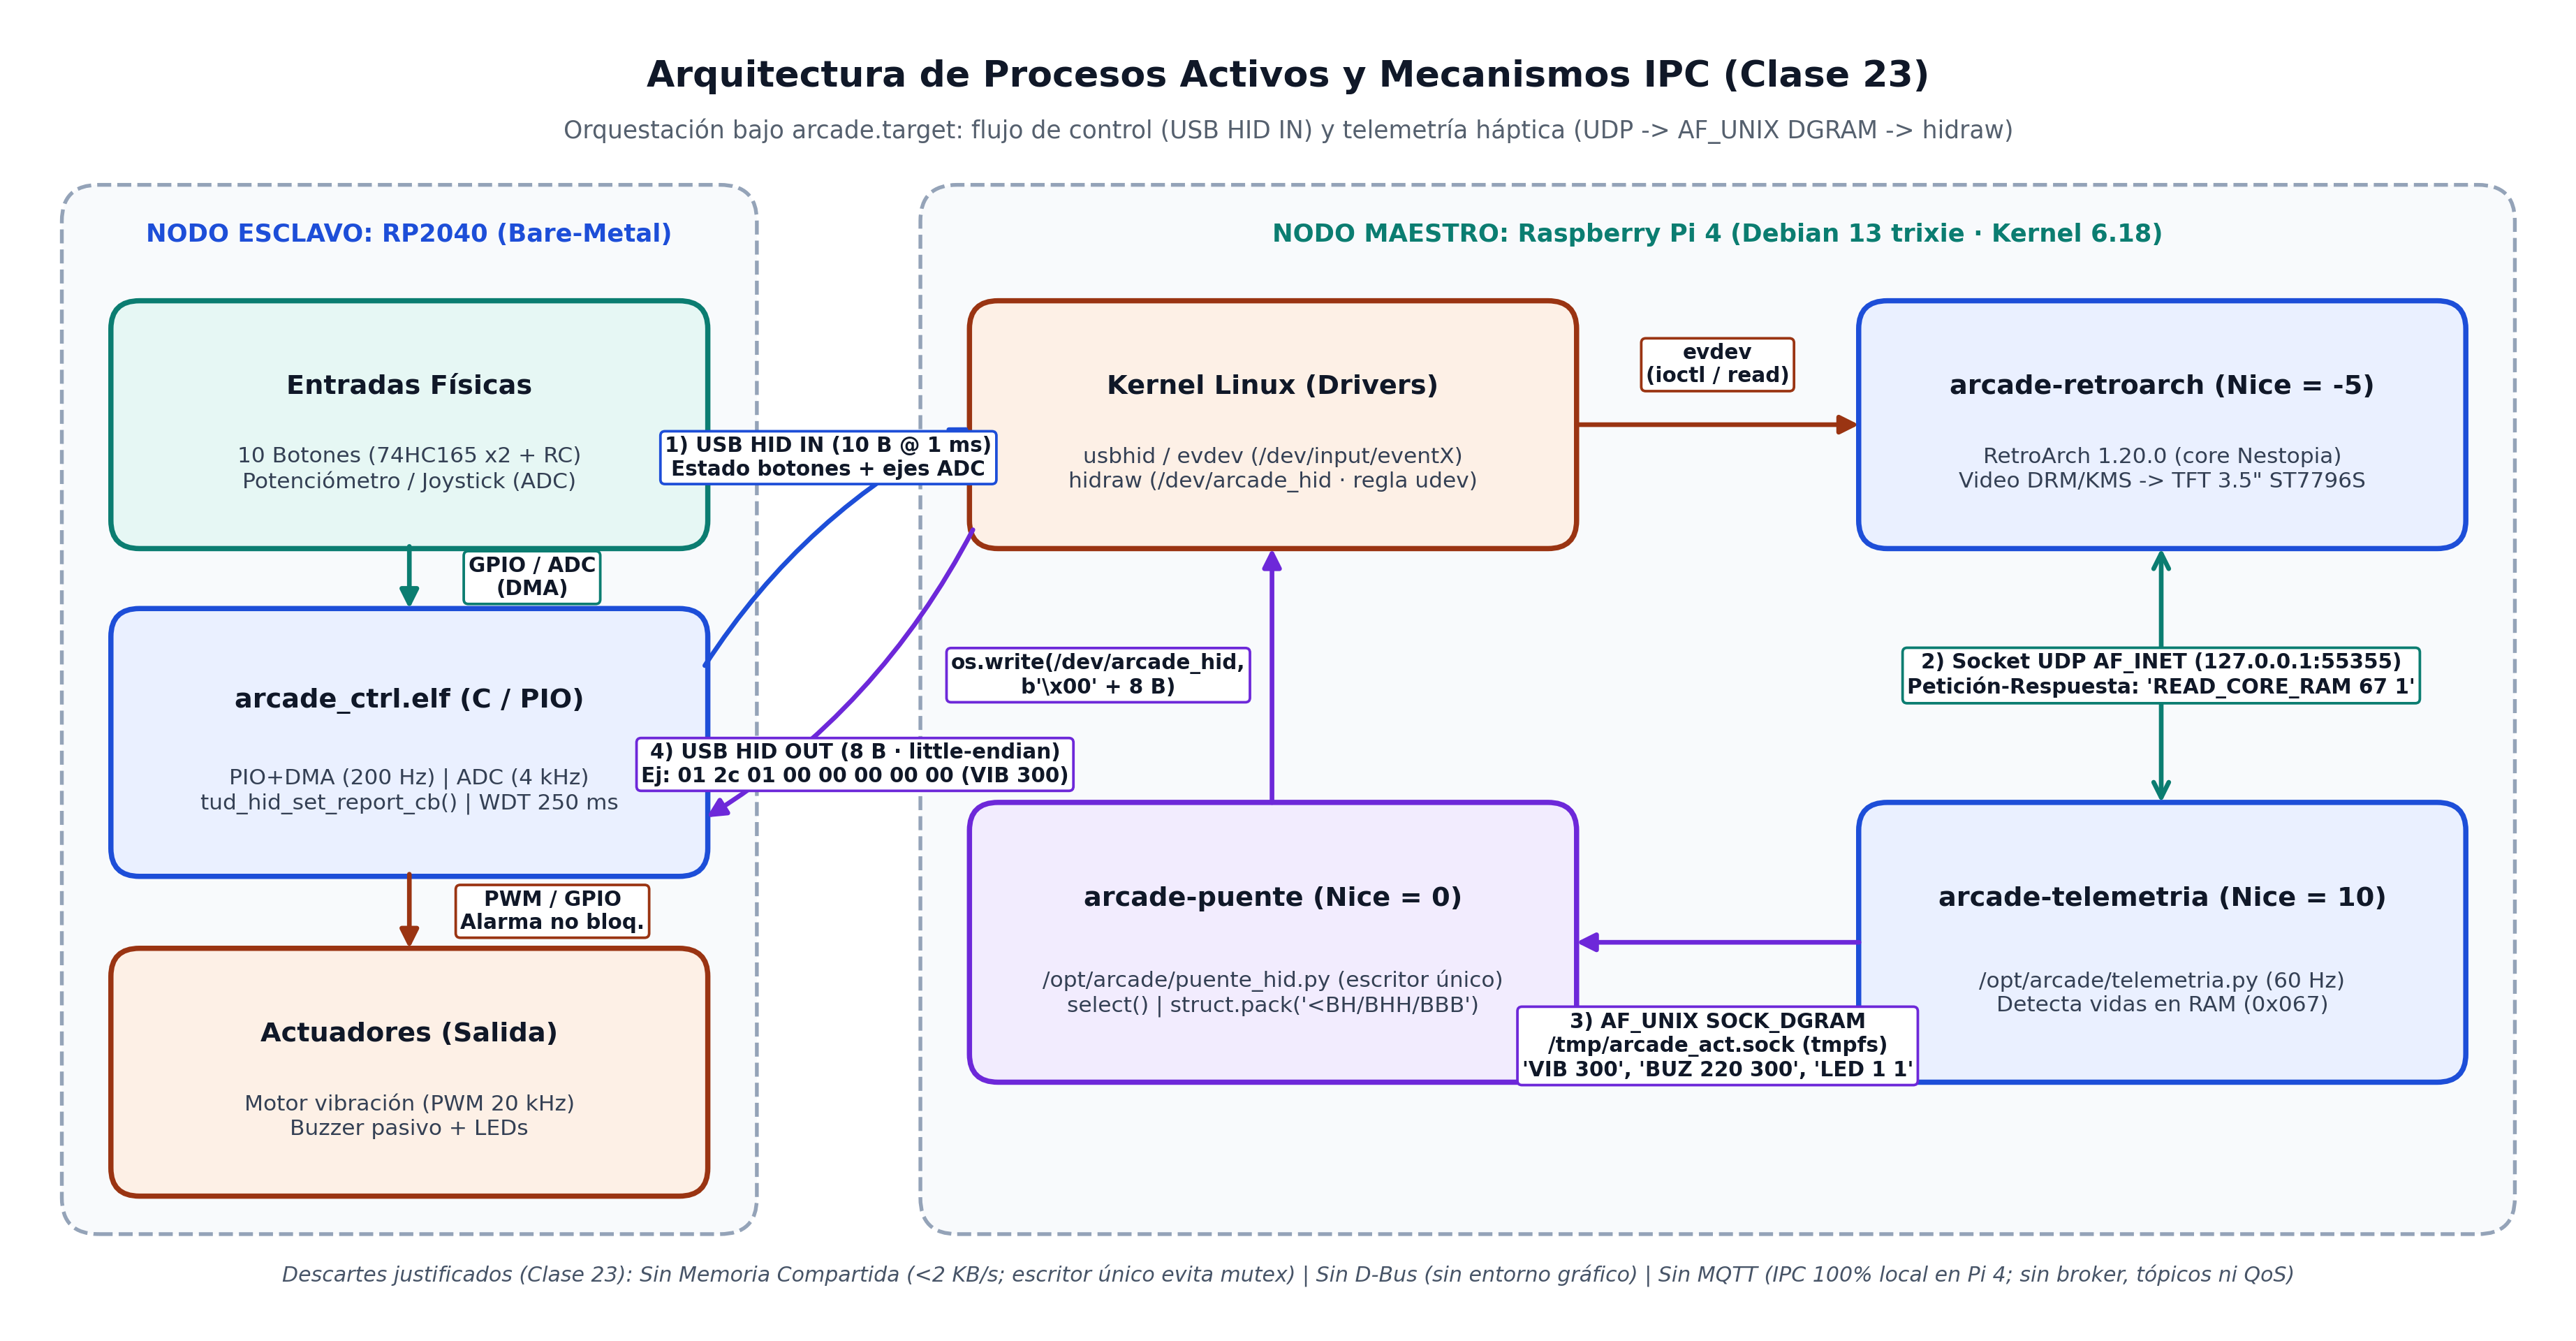 Arquitectura de Procesos Activos y Mecanismos IPC (Clase 23)
Orquestación bajo arcade.target: flujo de control (USB HID IN) y telemetría háptica (UDP -> AF_UNIX DGRAM -> hidraw)
NODO ESCLAVO: RP2040 (Bare-Metal)
Entradas Físicas
10 Botones (74HC165 x2 + RC)
Potenciómetro / Joystick (ADC)
GPIO / ADC
(DMA)
arcade_ctrl.elf (C / PIO)
PIO+DMA (200 Hz) | ADC (4 kHz)
tud_hid_set_report_cb() | WDT 250 ms
PWM / GPIO
Alarma no bloq.
Actuadores (Salida)
Motor vibración (PWM 20 kHz)
Buzzer pasivo + LEDs
1) USB HID IN (10 B @ 1 ms)
Estado botones + ejes ADC
4) USB HID OUT (8 B · little-endian)
Ej: 01 2c 01 00 00 00 00 00 (VIB 300)
NODO MAESTRO: Raspberry Pi 4 (Debian 13 trixie · Kernel 6.18)
Kernel Linux (Drivers)
usbhid / evdev (/dev/input/eventX)
hidraw (/dev/arcade_hid · regla udev)
evdev
(ioctl / read)
arcade-retroarch (Nice = -5)
RetroArch 1.20.0 (core Nestopia)
Video DRM/KMS -> TFT 3.5" ST7796S
os.write(/dev/arcade_hid,
b'\x00' + 8 B)
2) Socket UDP AF_INET (127.0.0.1:55355)
Petición-Respuesta: 'READ_CORE_RAM 67 1'
arcade-puente (Nice = 0)
/opt/arcade/puente_hid.py (escritor único)
select() | struct.pack('<BH/BHH/BBB')
arcade-telemetria (Nice = 10)
/opt/arcade/telemetria.py (60 Hz)
Detecta vidas en RAM (0x067)
3) AF_UNIX SOCK_DGRAM
/tmp/arcade_act.sock (tmpfs)
'VIB 300', 'BUZ 220 300', 'LED 1 1'
Descartes justificados (Clase 23): Sin Memoria Compartida (<2 KB/s; escritor único evita mutex) | Sin D-Bus (sin entorno gráfico) | Sin MQTT (IPC 100% local en Pi 4; sin broker, tópicos ni QoS)